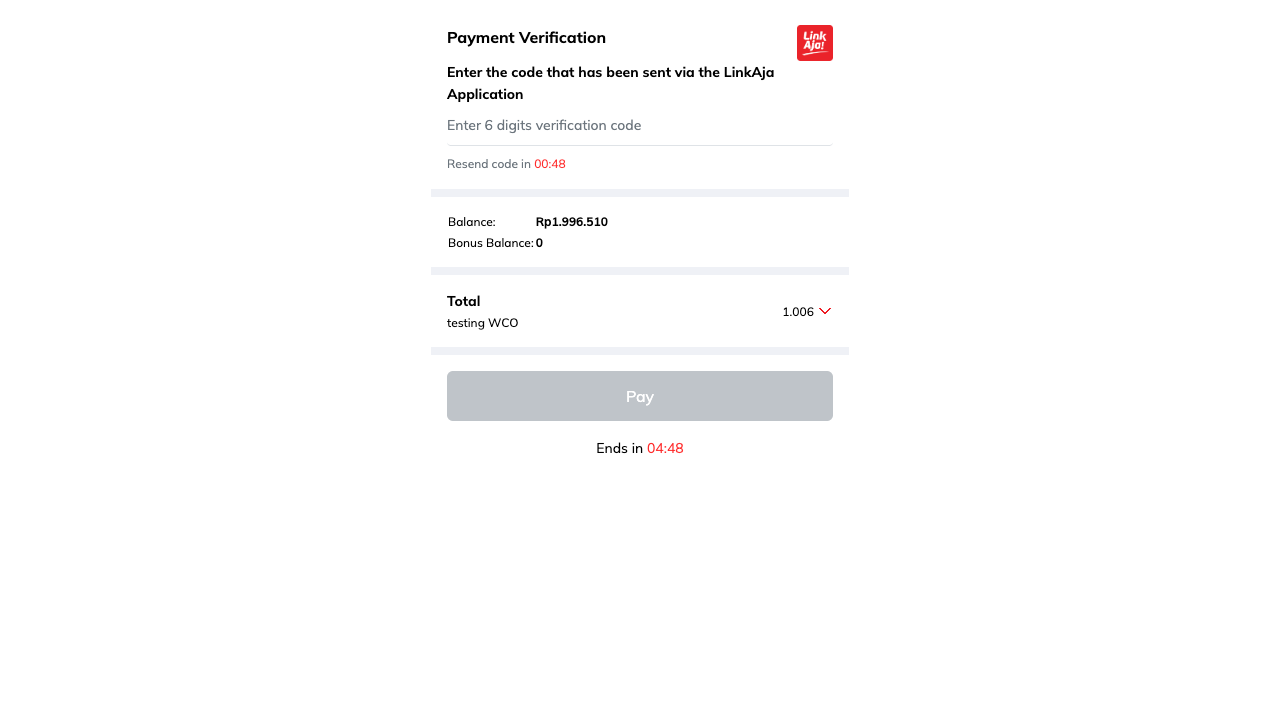 Payment Verification
Link
Aja!
Enter the code that has been sent via the LinkAja
Application
Enter 6 digits verification code
Resend code in 00:48
Balance: Rp1.996.510
Bonus Balance: 0
Total
1.006
testing WCO
Pay
Ends in 04:48